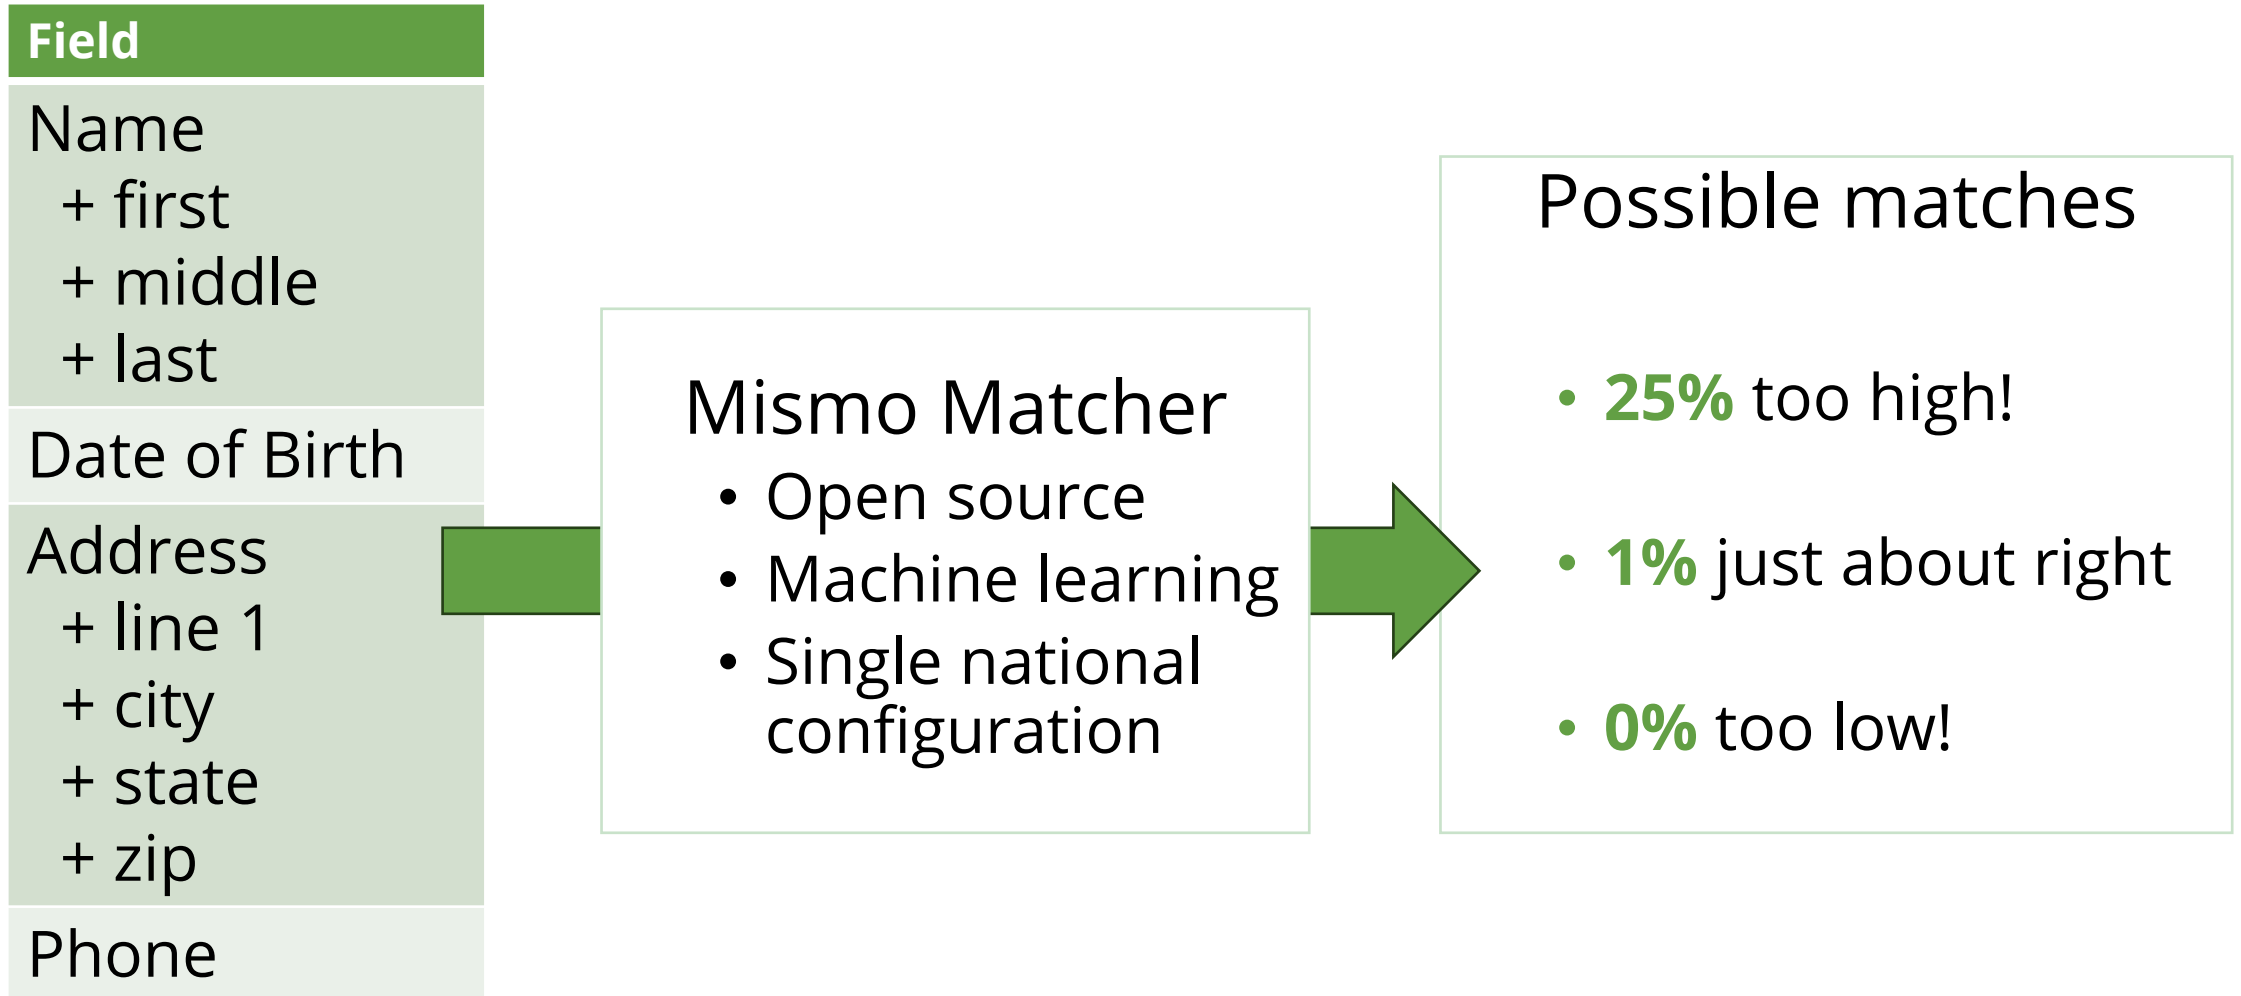 Field
Name
+ first
+ middle
+ last
Date of Birth
Address
+ line 1
+ city
+ state
+ zip
Phone
Mismo Matcher
• Open source
• Machine learning
• Single national
configuration
Possible matches
• 25% too high!
• 1% just about right
• 0% too low!